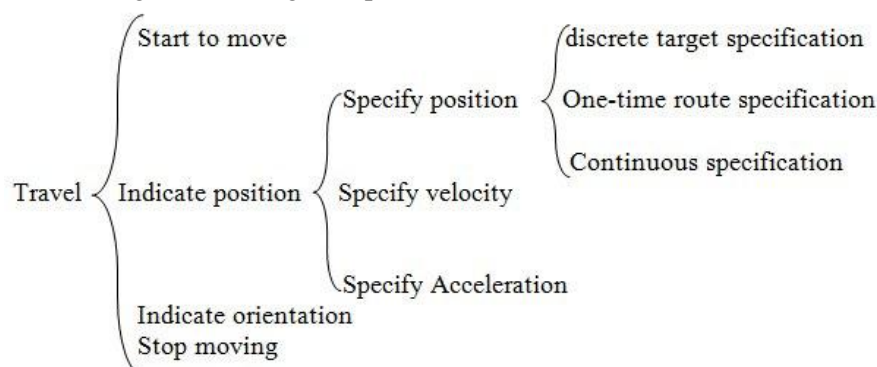 Start to move
discrete target specification
Specify position
One-time route specification
Continuous specification
Travel
Indicate position
Specify velocity
Specify Acceleration
Indicate orientation
Stop moving